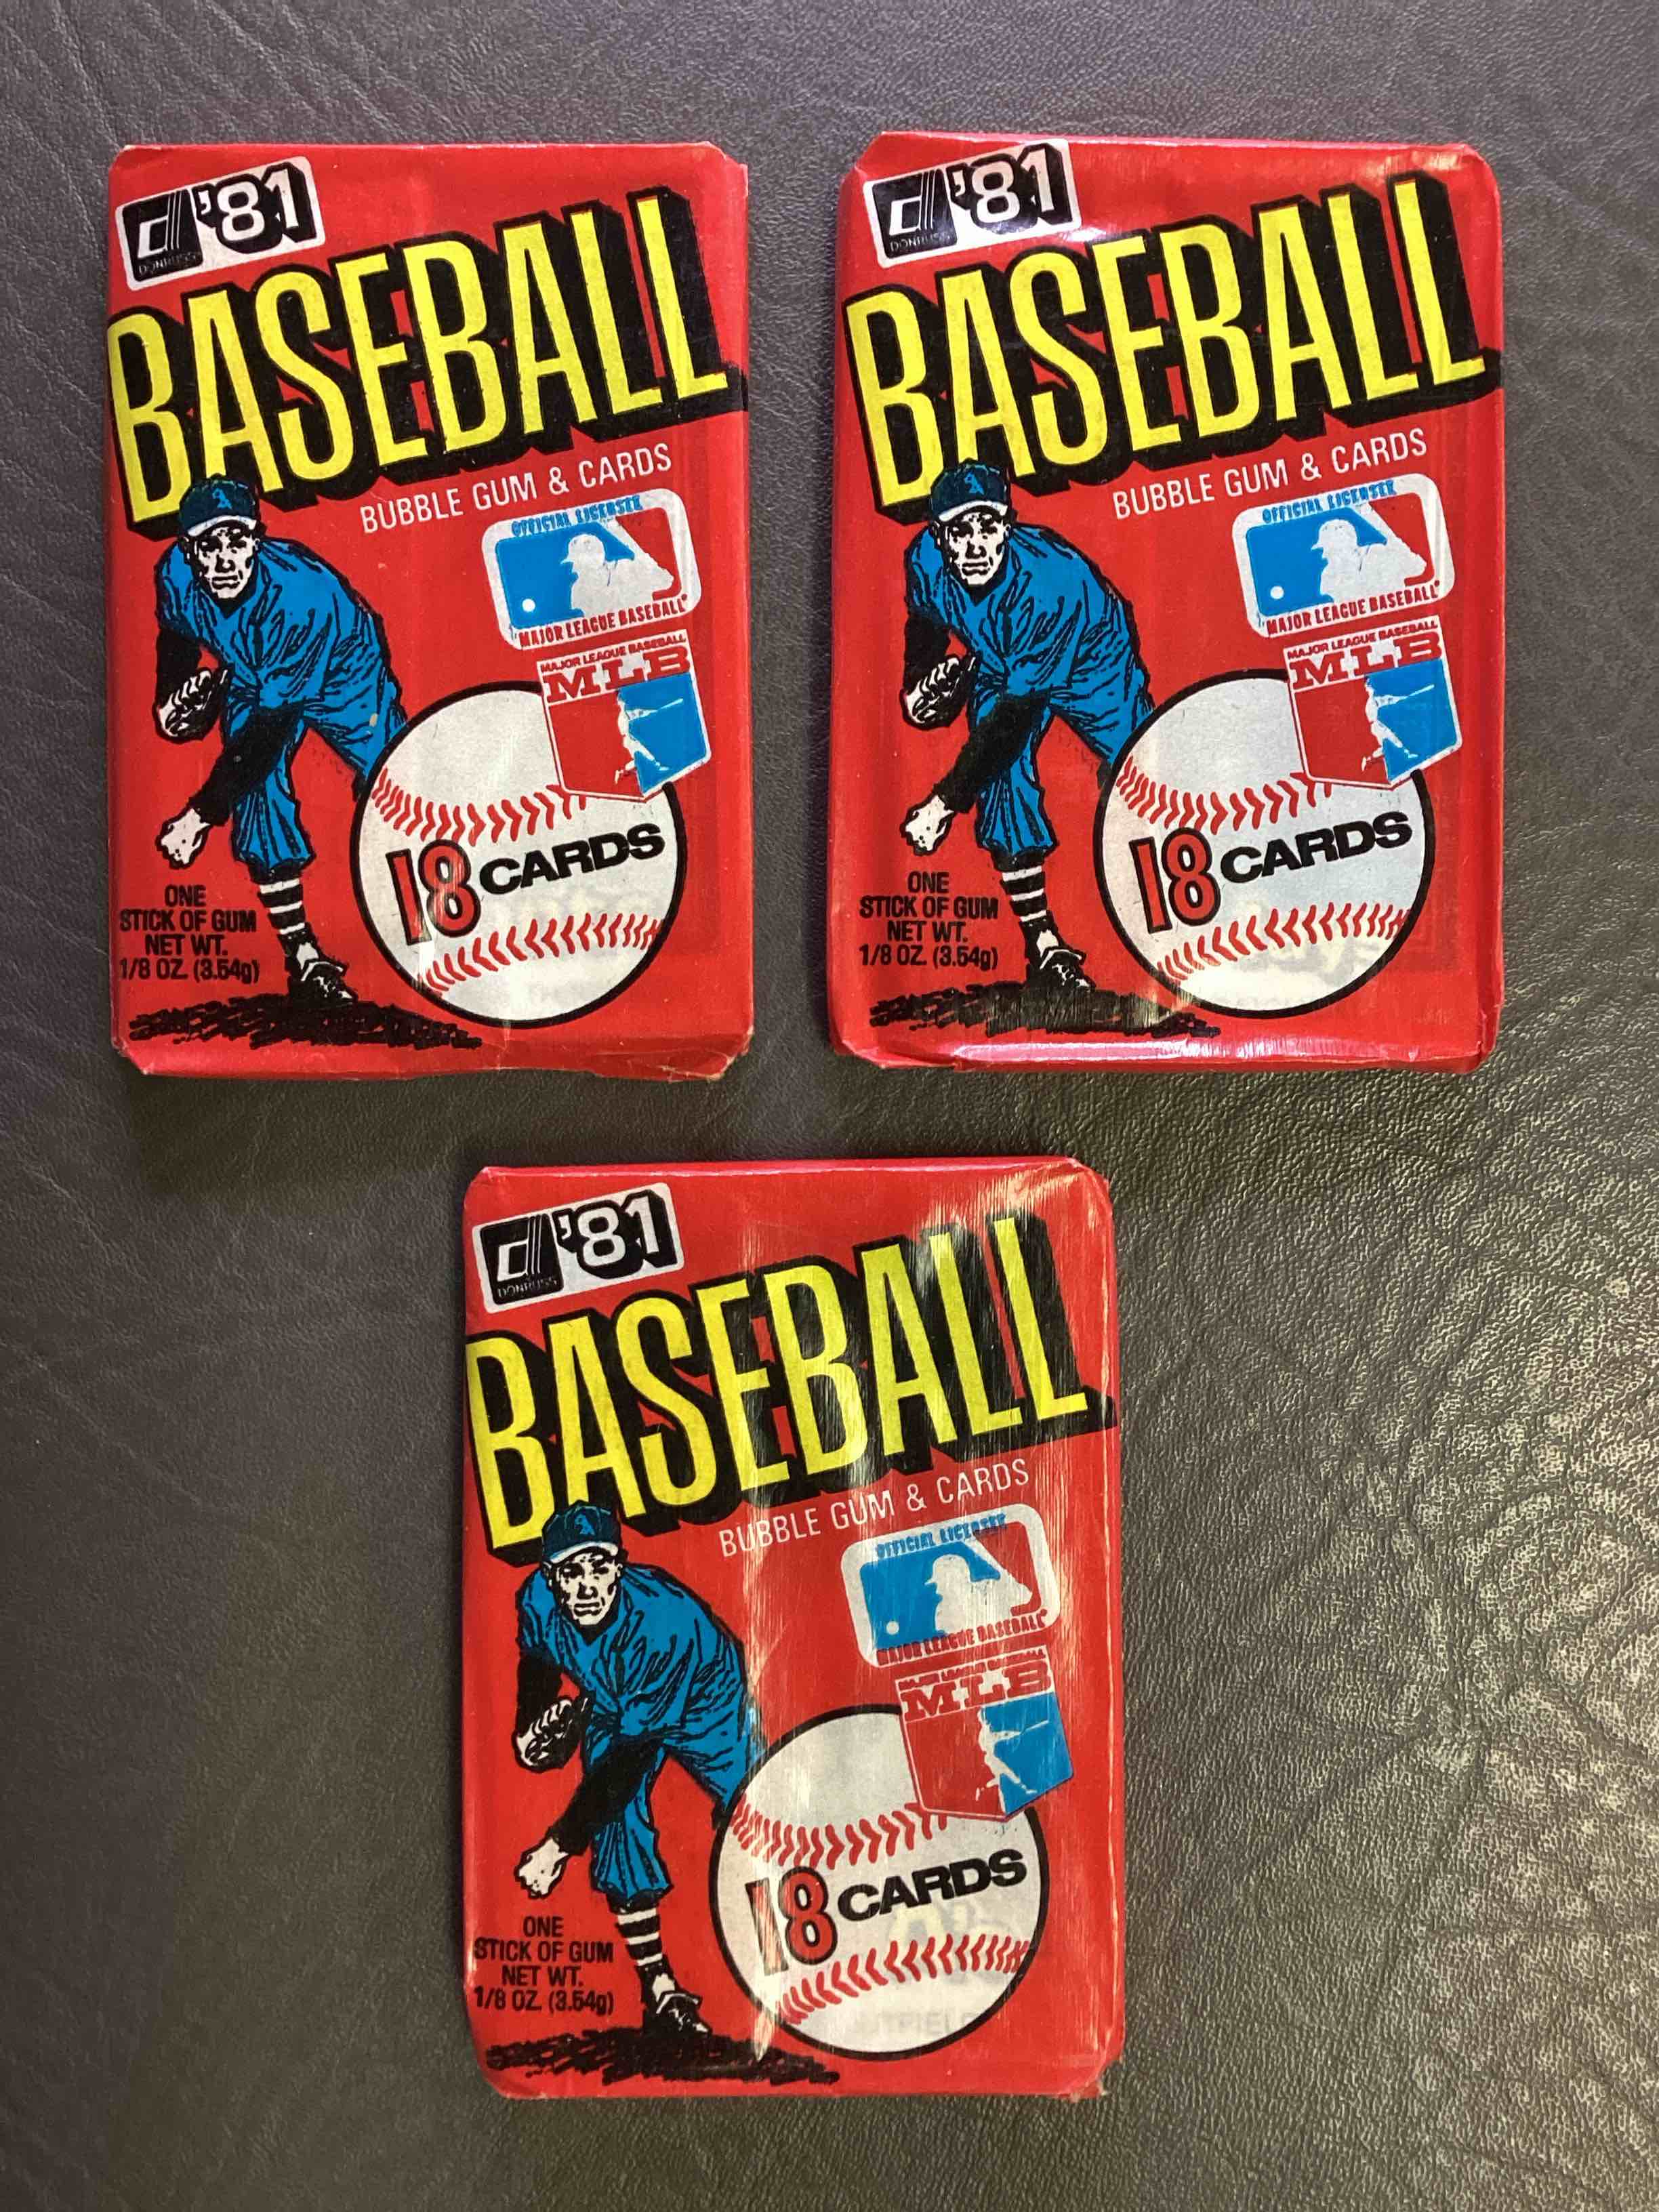 d '81
DONRUSS
BASEBALL
BUBBLE GUM & CARDS
OFFICIAL LICENSEE
MAJOR LEAGUE BASEBALL
MAJOR LEAGUE BASEBALL
MLB
18 CARDS
ONE
STICK OF GUM
NET WT.
1/8 OZ. (3.54g)
A
d '81
DONRUSS
BASEBALL
BUBBLE GUM & CARDS
OFFICIAL LICENSEE
MAJOR LEAGUE BASEBALL
MAJOR LEAGUE BASEBALL
MLB
18 CARDS
ONE
STICK OF GUM
NET WT.
1/8 OZ. (3.54g)
A
d '81
DONRUSS
BASEBALL
BUBBLE GUM & CARDS
OFFICIAL LICENSEE
MAJOR LEAGUE BASEBALL
MAJOR LEAGUE BASEBALL
MLB
18 CARDS
ONE
STICK OF GUM
NET WT.
1/8 OZ. (3.54g)
A